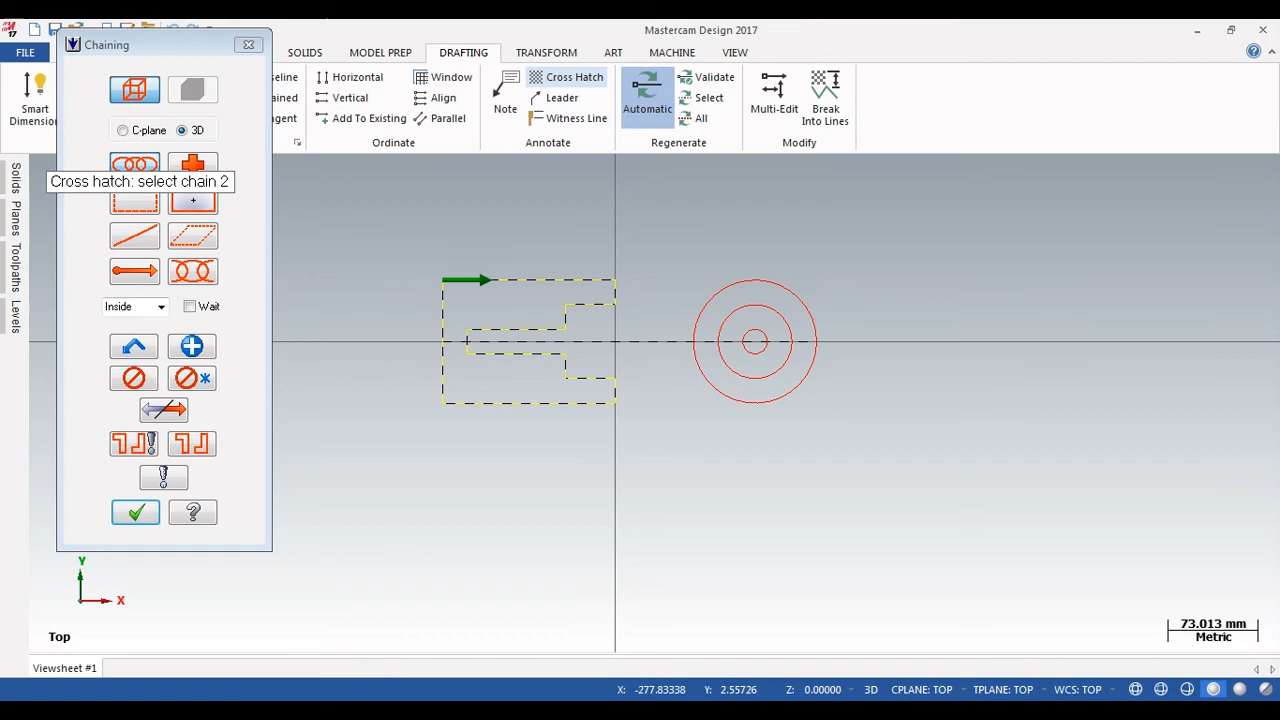 Mastercam Design 2017
Chaining
FILE
SOLIDS
MODEL PREP
DRAFTING
TRANSFORM
ART
MACHINE
VIEW
Smart
Dimension
seline
ained
gent
Horizontal
Vertical
Add To Existing
Window
Align
Parallel
Ordinate
Note
Cross Hatch
Leader
Witness Line
Annotate
Automatic
Validate
Select
All
Regenerate
Multi-Edit
Break
Into Lines
Modify
C-plane
3D
Cross hatch: select chain 2
Solids
Planes
Toolpaths
Levels
Inside
Wait
Y
X
Top
73.013 mm
Metric
Viewsheet #1
X: -277.83338
Y: 2.55726
Z: 0.00000
3D
CPLANE: TOP
TPLANE: TOP
WCS: TOP